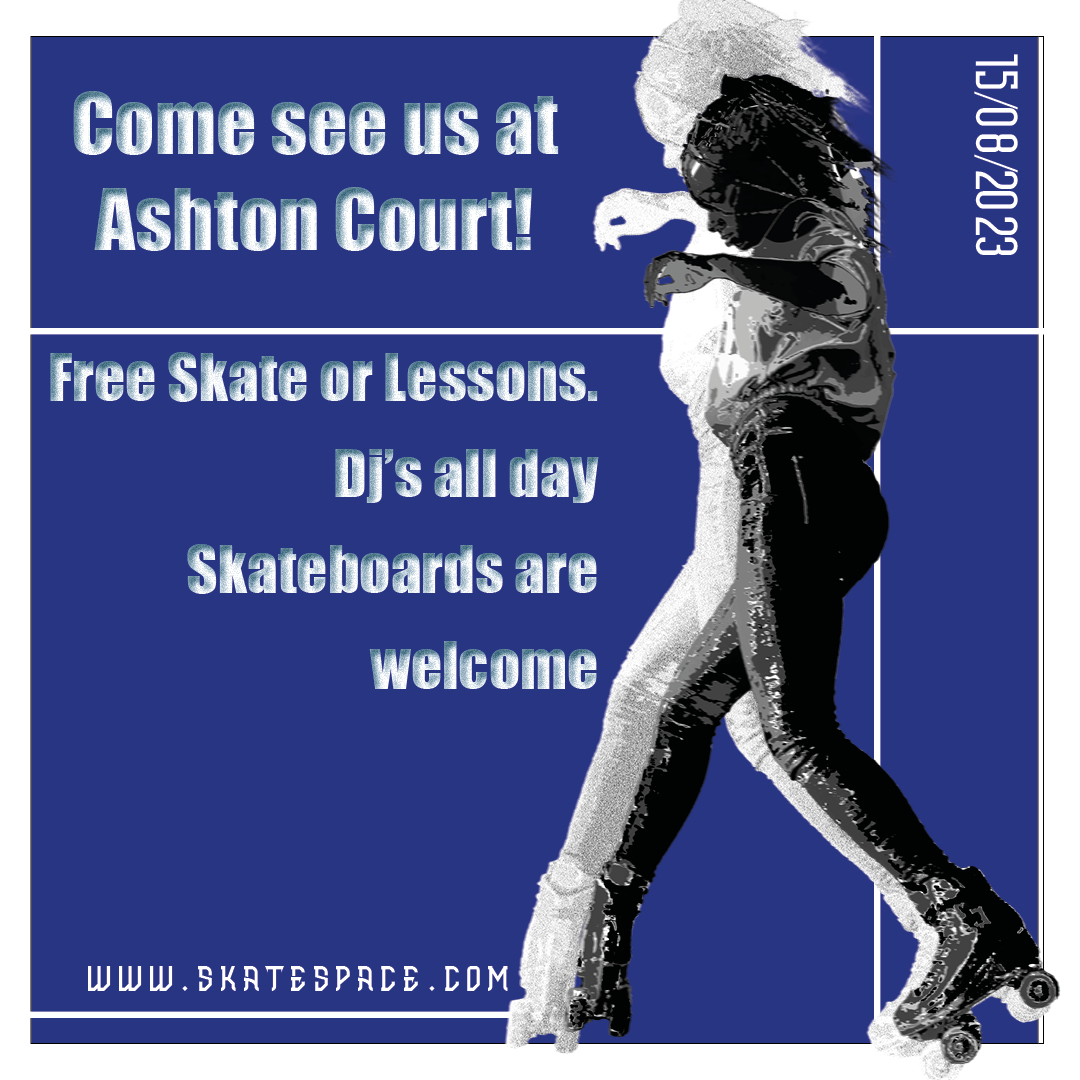 Come see us at
Ashton Court!
15/08/2023
Free Skate or Lessons.
Dj's all day
Skateboards are
welcome
WWW.SKATESPACE.COM